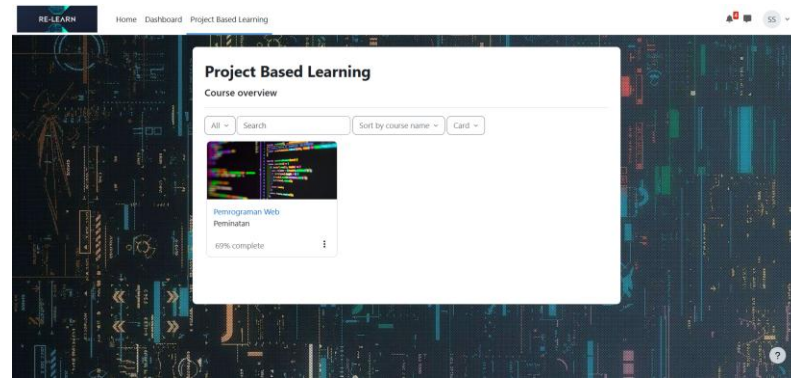 RE-LEARN
Home Dashboard Project Based Learning
4
SS
Project Based Learning
Course overview
All Search Sort by course name Card
Pemrograman Web
Peminatan
69% complete
?